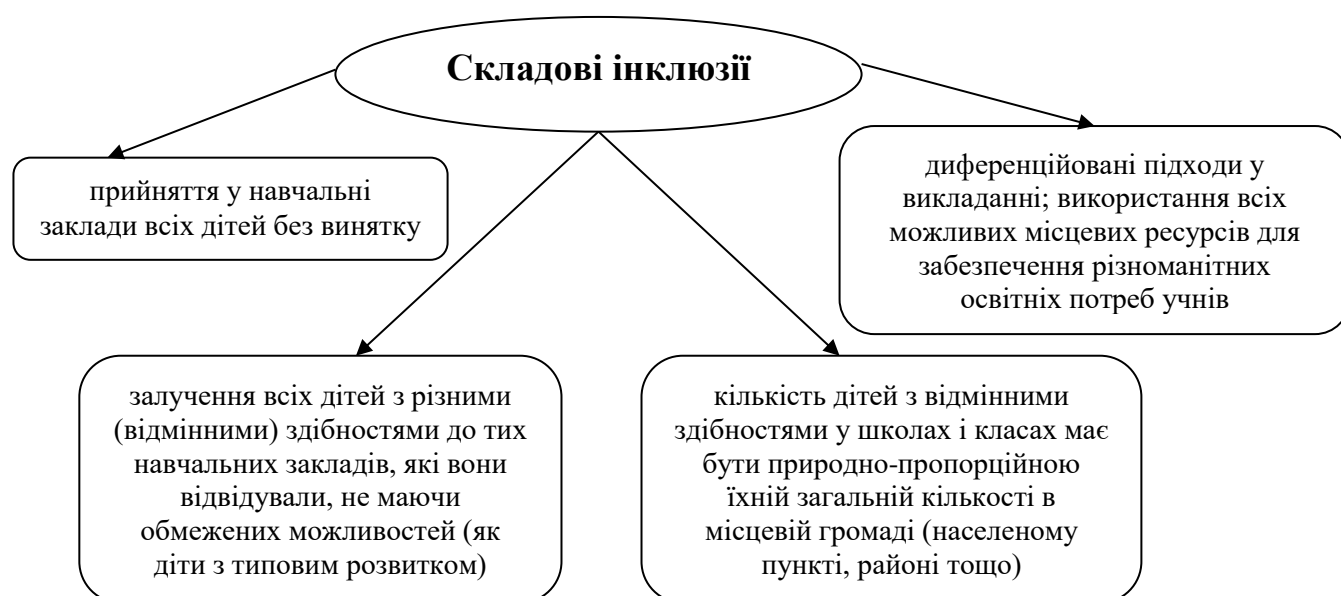 Складові інклюзії
прийняття у навчальні
заклади всіх дітей без винятку
диференційовані підходи у
викладанні; використання всіх
можливих місцевих ресурсів для
забезпечення різноманітних
освітніх потреб учнів
залучення всіх дітей з різними
(відмінними) здібностями до тих
навчальних закладів, які вони
відвідували, не маючи
обмежених можливостей (як
діти з типовим розвитком)
кількість дітей з відмінними
здібностями у школах і класах має
бути природно-пропорційною
їхній загальній кількості в
місцевій громаді (населеному
пункті, районі тощо)